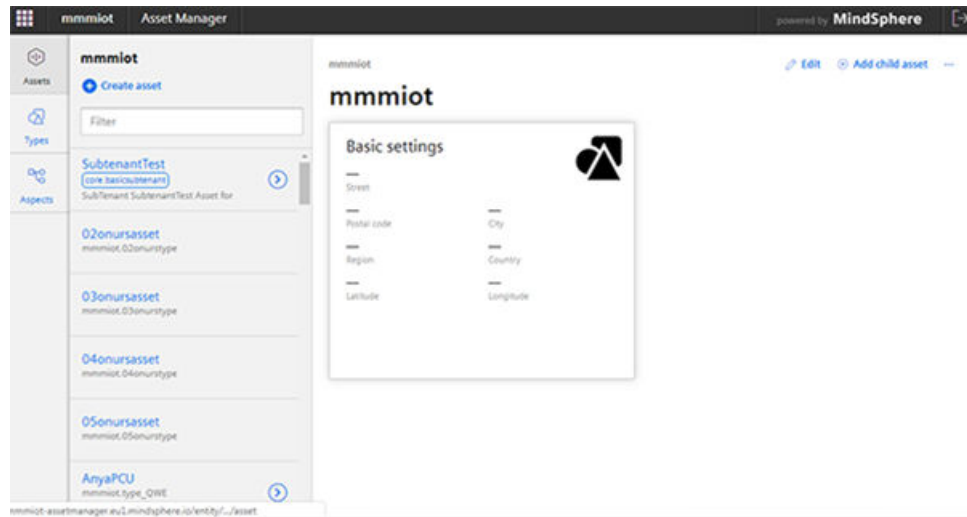 mmmiot Asset Manager powered by MindSphere
Assets
Types
Aspects
mmmiot
Create asset
Filter
SubtenantTest
core.basicsubtenant
SubTenant SubtenantTest Asset for
02onursasset
mmmiot.02onurstype
03onursasset
mmmiot.03onurstype
04onursasset
mmmiot.04onurstype
05onursasset
mmmiot.05onurstype
AnyaPCU
mmmiot.type_QWE
mmmiot-assetmanager.eu1.mindsphere.io/entity/.../asset
mmmiot
Edit Add child asset
mmmiot
Basic settings
Street
Postal code City
Region Country
Latitude Longitude